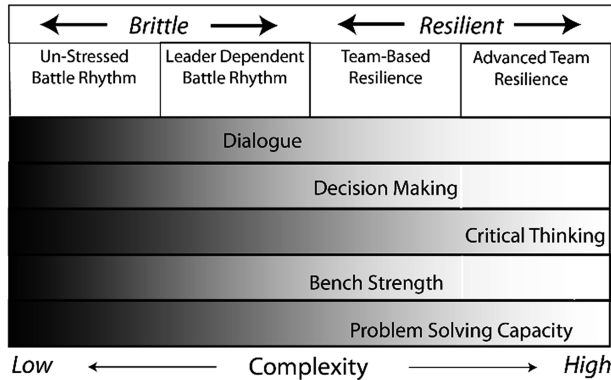 Brittle Resilient
Un-Stressed Leader Dependent Team-Based Advanced Team
Battle Rhythm Battle Rhythm Resilience Resilience
Dialogue
Decision Making
Critical Thinking
Bench Strength
Problem Solving Capacity
Low Complexity High